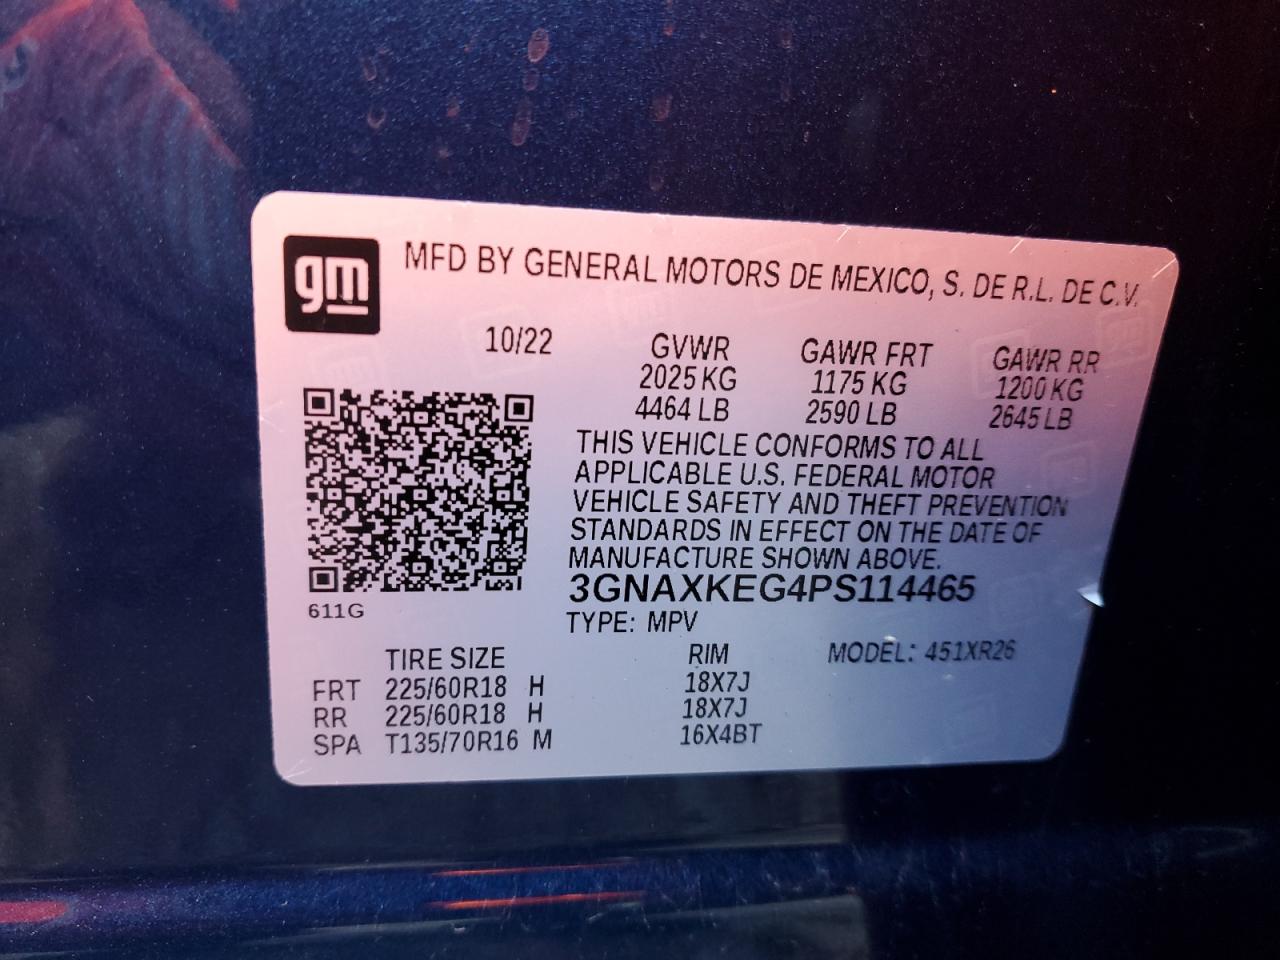 gm
MFD BY GENERAL MOTORS DE MEXICO, S. DE R.L. DE C.V.
10/22 GVWR GAWR FRT GAWR RR
2025 KG 1175 KG 1200 KG
4464 LB 2590 LB 2645 LB
THIS VEHICLE CONFORMS TO ALL
APPLICABLE U.S. FEDERAL MOTOR
VEHICLE SAFETY AND THEFT PREVENTION
STANDARDS IN EFFECT ON THE DATE OF
MANUFACTURE SHOWN ABOVE.
3GNAXKEG4PS114465
611G
TYPE: MPV
TIRE SIZE RIM MODEL: 451XR26
FRT 225/60R18 H 18X7J
RR 225/60R18 H 18X7J
SPA T135/70R16 M 16X4BT